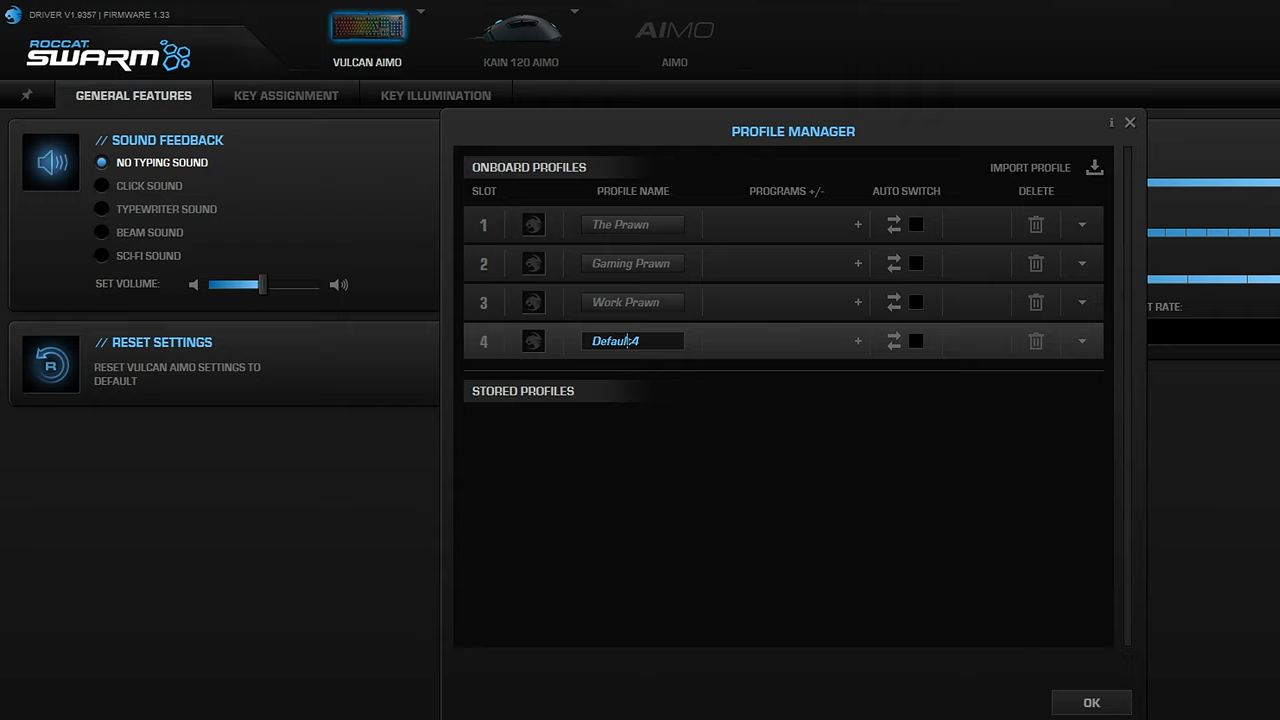 DRIVER V1.9357 | FIRMWARE 1.33
ROCCAT
SWARM
VULCAN AIMO
KAIN 120 AIMO
AIMO
AIMO
GENERAL FEATURES
KEY ASSIGNMENT
KEY ILLUMINATION
// SOUND FEEDBACK
NO TYPING SOUND
CLICK SOUND
TYPEWRITER SOUND
BEAM SOUND
SCI-FI SOUND
SET VOLUME:
R
// RESET SETTINGS
RESET VULCAN AIMO SETTINGS TO
DEFAULT
PROFILE MANAGER
i
ONBOARD PROFILES
IMPORT PROFILE
SLOT PROFILE NAME PROGRAMS +/- AUTO SWITCH DELETE
1 The Prawn +
2 Gaming Prawn +
3 Work Prawn +
4 Default4 +
STORED PROFILES
T RATE:
OK